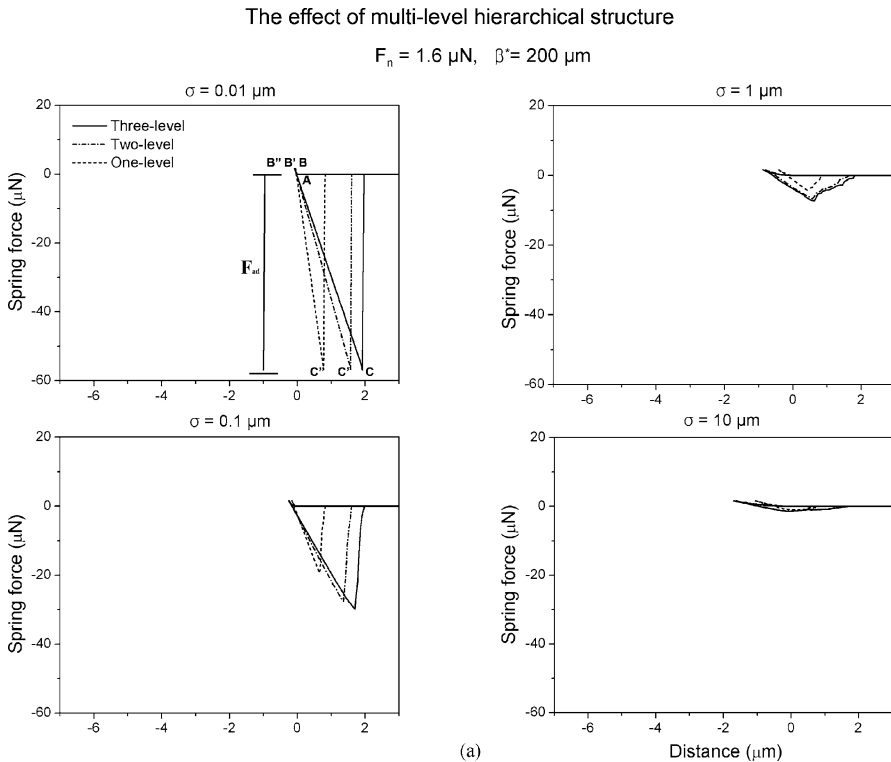 The effect of multi-level hierarchical structure
Fn = 1.6 μN, β*= 200 μm
σ = 0.01 μm
20
0
-20
-40
-60
Spring force (μN)
Three-level
Two-level
One-level
B" B' B
A
Fad
C" C' C
-6 -4 -2 0 2
σ = 1 μm
20
0
-20
-40
-60
Spring force (μN)
-6 -4 -2 0 2
σ = 0.1 μm
20
0
-20
-40
-60
Spring force (μN)
-6 -4 -2 0 2
σ = 10 μm
20
0
-20
-40
-60
Spring force (μN)
-6 -4 -2 0 2
(a)
Distance (μm)